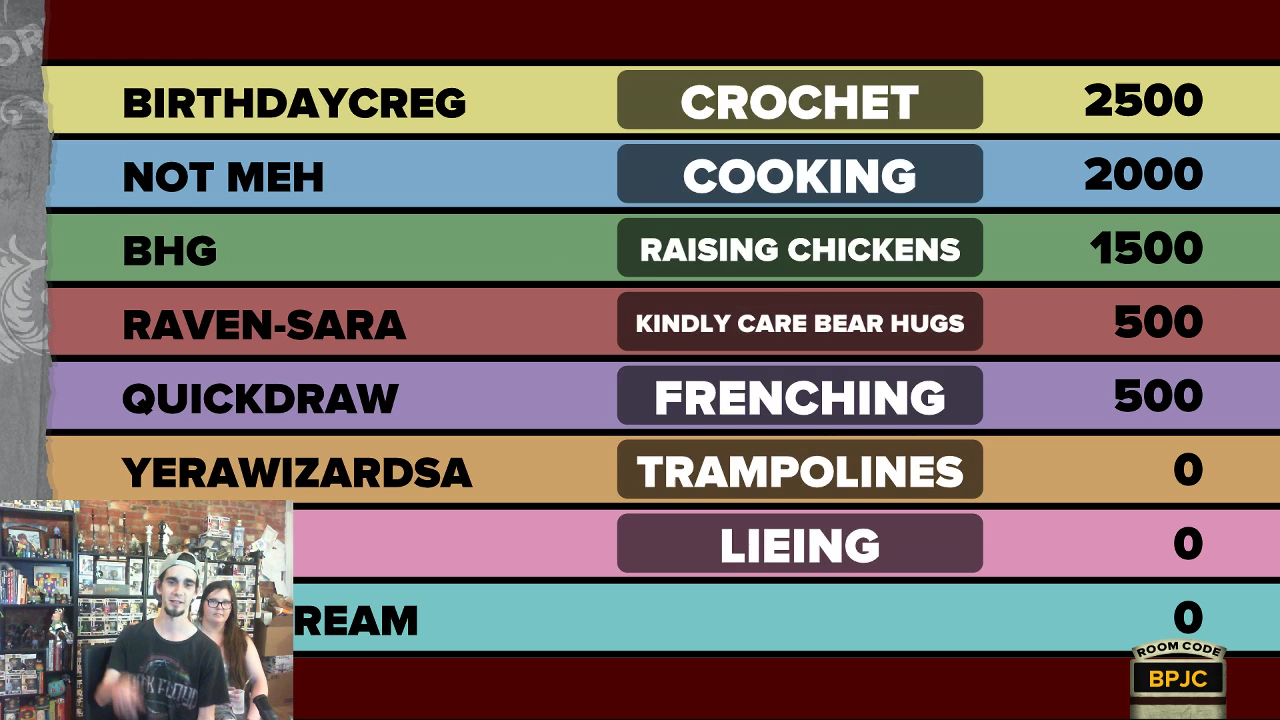 BIRTHDAYCREG CROCHET 2500
NOT MEH COOKING 2000
BHG RAISING CHICKENS 1500
RAVEN-SARA KINDLY CARE BEAR HUGS 500
QUICKDRAW FRENCHING 500
YERAWIZARDSA TRAMPOLINES 0
LIEING 0
REAM 0
ROOM CODE
BPJC